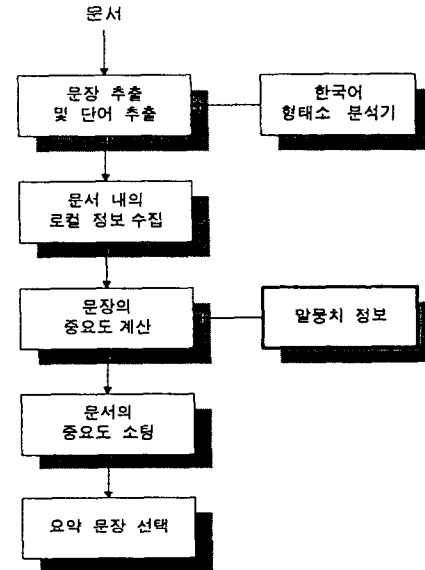 문서
문장 추출
및 단어 추출
한국어
형태소 분석기
문서 내의
로컬 정보 수집
문장의
중요도 계산
말뭉치 정보
문서의
중요도 소팅
요약 문장 선택